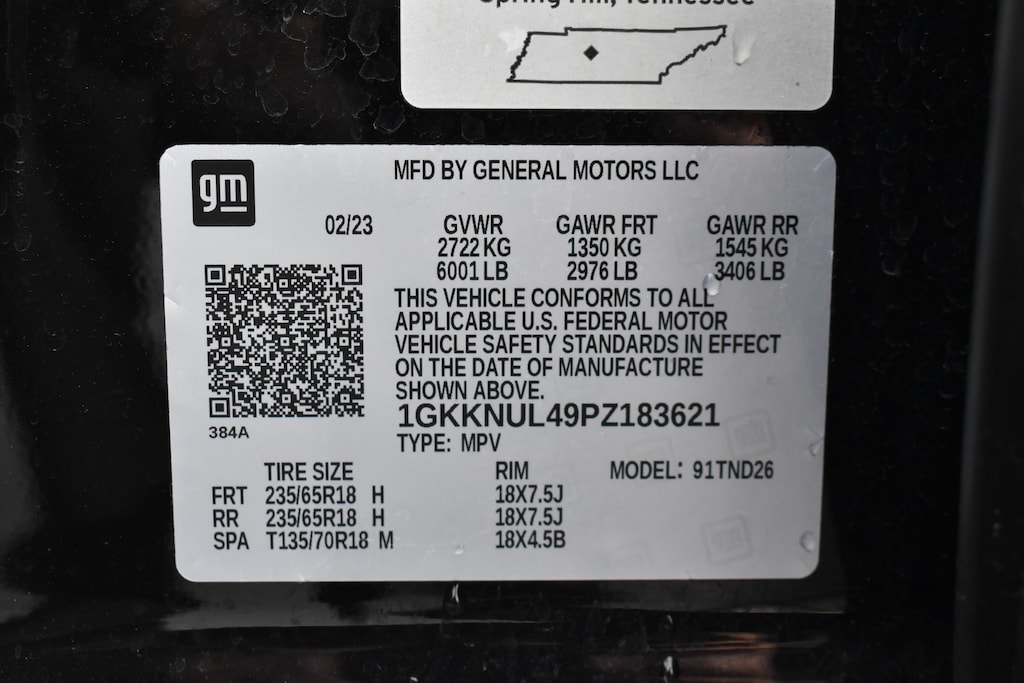 Spring Hill, Tennessee
gm
MFD BY GENERAL MOTORS LLC
02/23 GVWR GAWR FRT GAWR RR
2722 KG 1350 KG 1545 KG
6001 LB 2976 LB 3406 LB
THIS VEHICLE CONFORMS TO ALL
APPLICABLE U.S. FEDERAL MOTOR
VEHICLE SAFETY STANDARDS IN EFFECT
ON THE DATE OF MANUFACTURE
SHOWN ABOVE.
1GKKNUL49PZ183621
384A
TYPE: MPV
TIRE SIZE RIM MODEL: 91TND26
FRT 235/65R18 H 18X7.5J
RR 235/65R18 H 18X7.5J
SPA T135/70R18 M 18X4.5B